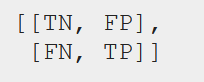 [[TN, FP],
[FN, TP]]